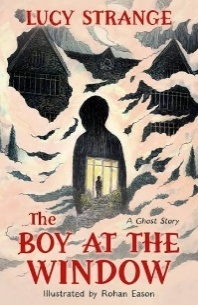 LUCY STRANGE
A Ghost Story
The
BOY AT THE
WINDOW
Illustrated by Rohan Eason